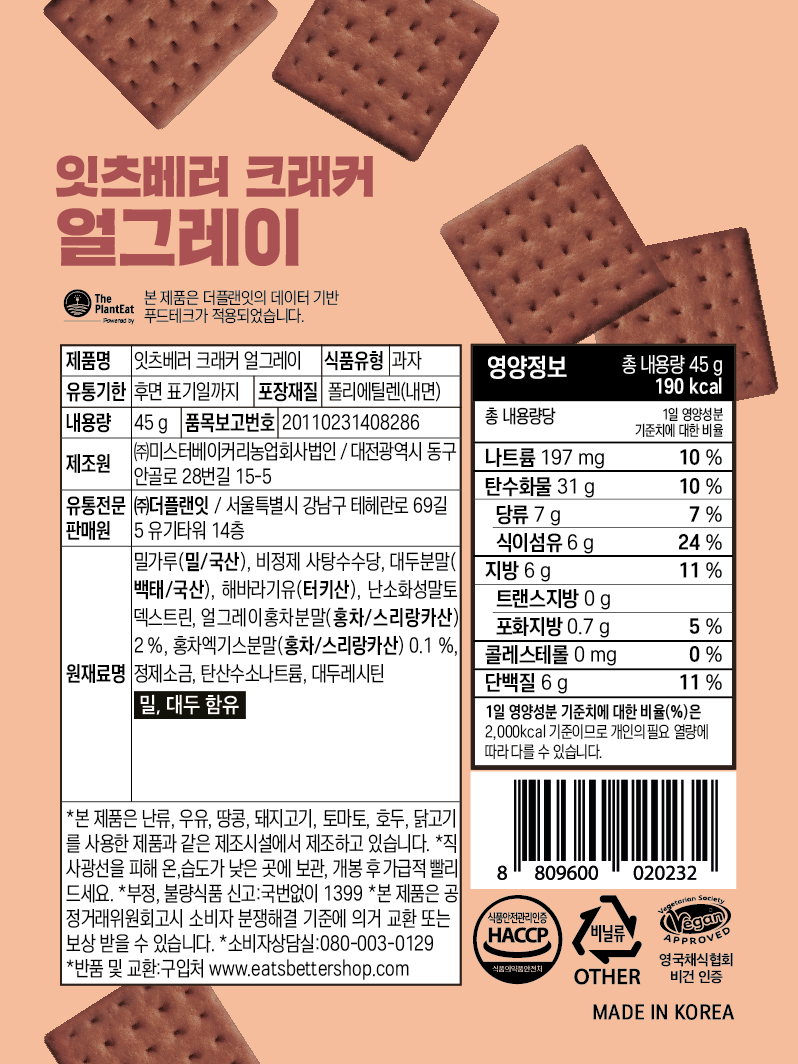 잇츠베러 크래커
얼그레이
The
PlantEat
Powered by
본 제품은 더플랜잇의 데이터 기반
푸드테크가 적용되었습니다.
제품명 잇츠베러 크래커 얼그레이 식품유형 과자
유통기한 후면 표기일까지 포장재질 폴리에틸렌(내면)
내용량 45 g 품목보고번호 20110231408286
제조원 ㈜미스터베이커리농업회사법인 / 대전광역시 동구
안골로 28번길 15-5
유통전문
판매원
㈜더플랜잇 / 서울특별시 강남구 테헤란로 69길
5 유기타워 14층
원재료명
밀가루(밀/국산), 비정제 사탕수수당, 대두분말(
백태/국산), 해바라기유(터키산), 난소화성말토
덱스트린, 얼그레이홍차분말(홍차/스리랑카산)
2 %, 홍차엑기스분말(홍차/스리랑카산) 0.1 %,
정제소금, 탄산수소나트륨, 대두레시틴
밀, 대두 함유
*본 제품은 난류, 우유, 땅콩, 돼지고기, 토마토, 호두, 닭고기
를 사용한 제품과 같은 제조시설에서 제조하고 있습니다. *직
사광선을 피해 온,습도가 낮은 곳에 보관, 개봉 후 가급적 빨리
드세요. *부정, 불량식품 신고:국번없이 1399 *본 제품은 공
정거래위원회고시 소비자 분쟁해결 기준에 의거 교환 또는
보상 받을 수 있습니다. *소비자상담실:080-003-0129
*반품 및 교환:구입처 www.eatsbettershop.com
영양정보 총 내용량 45 g
190 kcal
총 내용량당 1일 영양성분
기준치에 대한 비율
나트륨 197 mg 10 %
탄수화물 31 g 10 %
당류 7 g 7 %
식이섬유 6 g 24 %
지방 6 g 11 %
트랜스지방 0 g
포화지방 0.7 g 5 %
콜레스테롤 0 mg 0 %
단백질 6 g 11 %
1일 영양성분 기준치에 대한 비율(%)은
2,000kcal 기준이므로 개인의 필요 열량에
따라 다를 수 있습니다.
8 809600 020232
식품안전관리인증
HACCP
식품의약품안전처
비닐류
OTHER
Vegetarian Society
Vegan
APPROVED
영국채식협회
비건 인증
MADE IN KOREA